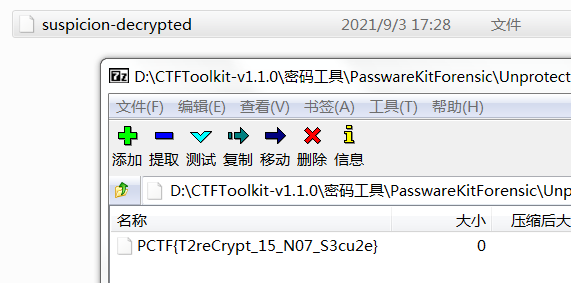 suspicion-decrypted 2021/9/3 17:28 文件
D:\CTFToolkit-v1.1.0\密码工具\PasswareKitForensic\Unprotect
文件(F) 编辑(E) 查看(V) 书签(A) 工具(T) 帮助(H)
添加 提取 测试 复制 移动 删除 信息
D:\CTFToolkit-v1.1.0\密码工具\PasswareKitForensic\Unp
名称 大小 压缩后大
PCTF{T2reCrypt_15_N07_S3cu2e} 0